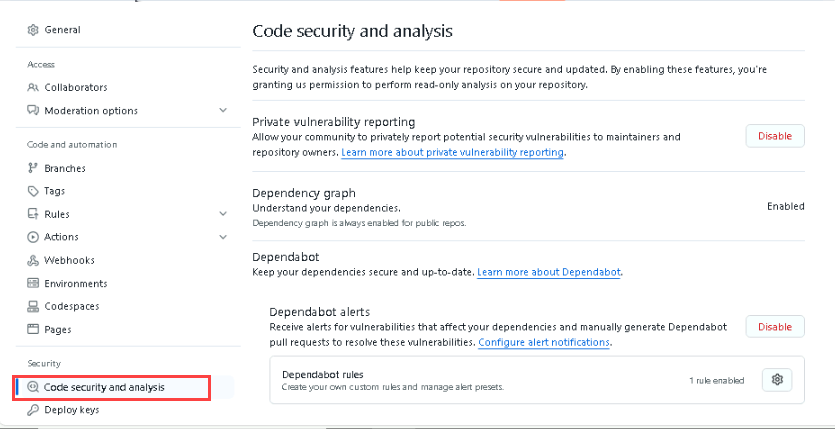 General
Access
Collaborators
Moderation options
Code and automation
Branches
Tags
Rules
Actions
Webhooks
Environments
Codespaces
Pages
Security
Code security and analysis
Deploy keys
Code security and analysis
Security and analysis features help keep your repository secure and updated. By enabling these features, you're
granting us permission to perform read-only analysis on your repository.
Private vulnerability reporting
Allow your community to privately report potential security vulnerabilities to maintainers and
repository owners. Learn more about private vulnerability reporting.
Disable
Dependency graph
Understand your dependencies.
Dependency graph is always enabled for public repos.
Enabled
Dependabot
Keep your dependencies secure and up-to-date. Learn more about Dependabot.
Dependabot alerts
Receive alerts for vulnerabilities that affect your dependencies and manually generate Dependabot
pull requests to resolve these vulnerabilities. Configure alert notifications.
Disable
Dependabot rules
Create your own custom rules and manage alert presets.
1 rule enabled